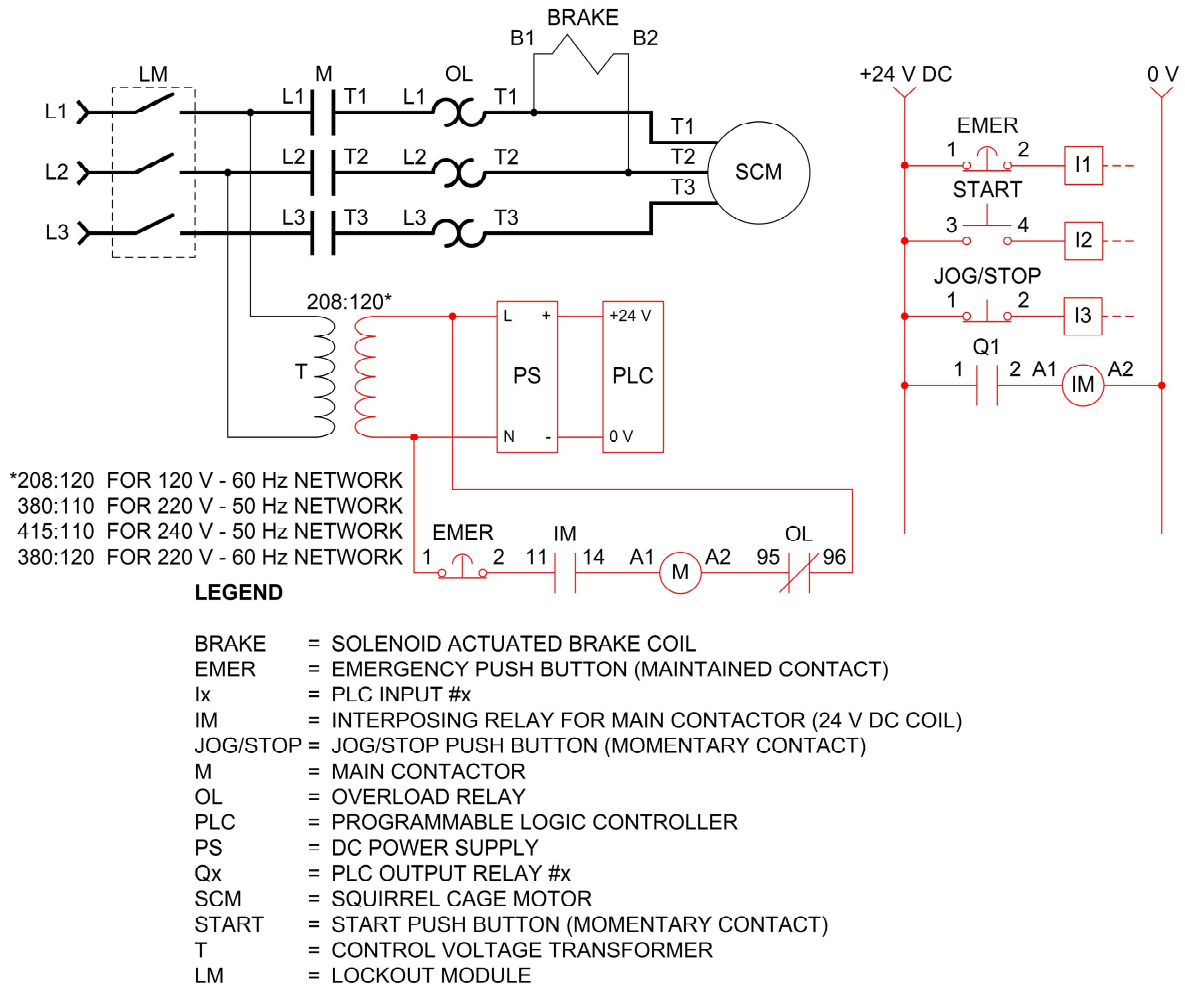 BRAKE
B1 B2
LM M OL
+24 V DC 0 V
L1 L1 T1 L1 T1
T1
L2 L2 T2 L2 T2 T2 SCM
T3
L3 L3 T3 L3 T3
EMER
1 2 I1
START
3 4 I2
JOG/STOP
1 2 I3
Q1
1 2 A1 IM A2
208:120*
T
L + +24 V
PS PLC
N - 0 V
*208:120 FOR 120 V - 60 Hz NETWORK
380:110 FOR 220 V - 50 Hz NETWORK
415:110 FOR 240 V - 50 Hz NETWORK
380:120 FOR 220 V - 60 Hz NETWORK
EMER IM OL
1 2 11 14 A1 M A2 95 96
LEGEND
BRAKE = SOLENOID ACTUATED BRAKE COIL
EMER = EMERGENCY PUSH BUTTON (MAINTAINED CONTACT)
Ix = PLC INPUT #x
IM = INTERPOSING RELAY FOR MAIN CONTACTOR (24 V DC COIL)
JOG/STOP = JOG/STOP PUSH BUTTON (MOMENTARY CONTACT)
M = MAIN CONTACTOR
OL = OVERLOAD RELAY
PLC = PROGRAMMABLE LOGIC CONTROLLER
PS = DC POWER SUPPLY
Qx = PLC OUTPUT RELAY #x
SCM = SQUIRREL CAGE MOTOR
START = START PUSH BUTTON (MOMENTARY CONTACT)
T = CONTROL VOLTAGE TRANSFORMER
LM = LOCKOUT MODULE